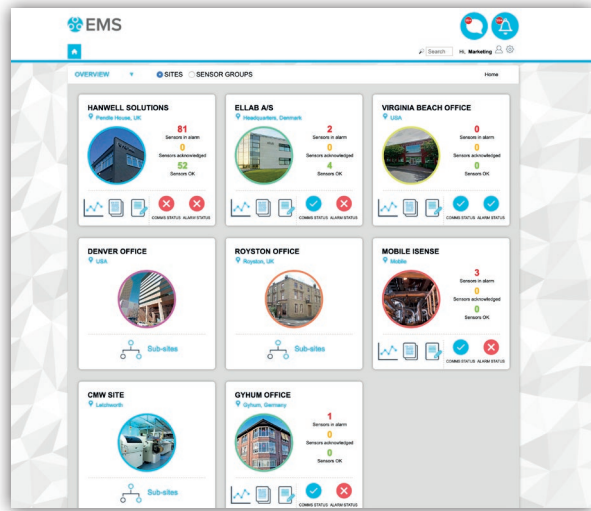 EMS
Search Hi, Marketing
OVERVIEW SITES SENSOR GROUPS Home
HANWELL SOLUTIONS
Pendle House, UK
81
Sensors in alarm
0
Sensors acknowledged
52
Sensors OK
COMMS STATUS ALARM STATUS
ELLAB A/S
Headquarters, Denmark
2
Sensors in alarm
0
Sensors acknowledged
4
Sensors OK
COMMS STATUS ALARM STATUS
VIRGINIA BEACH OFFICE
USA
0
Sensors in alarm
0
Sensors acknowledged
0
Sensors OK
COMMS STATUS ALARM STATUS
DENVER OFFICE
USA
Sub-sites
ROYSTON OFFICE
Royston, UK
Sub-sites
MOBILE ISENSE
Mobile
3
Sensors in alarm
0
Sensors acknowledged
0
Sensors OK
COMMS STATUS ALARM STATUS
CMW SITE
Letchworth
Sub-sites
GYHUM OFFICE
Gyhum, Germany
1
Sensors in alarm
0
Sensors acknowledged
0
Sensors OK
COMMS STATUS ALARM STATUS